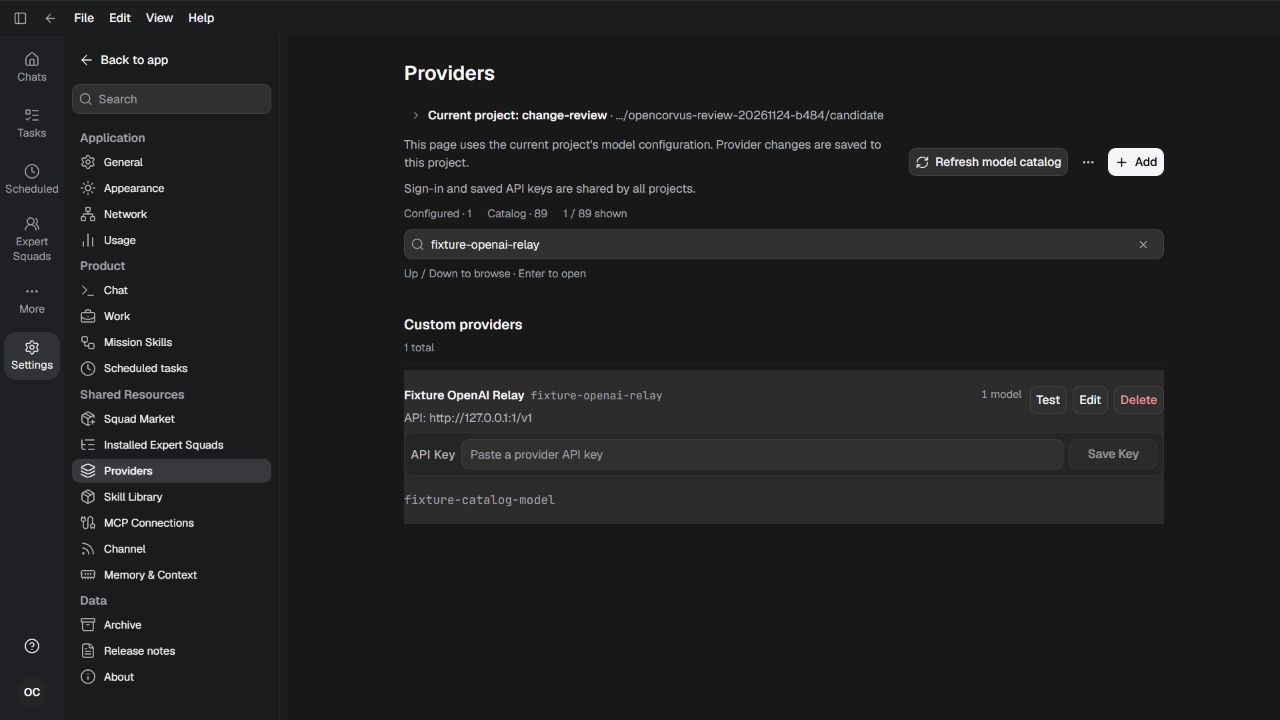 File Edit View Help
Chats
Tasks
Scheduled
Expert
Squads
More
Settings
OC
Back to app
Search
Application
General
Appearance
Network
Usage
Product
Chat
Work
Mission Skills
Scheduled tasks
Shared Resources
Squad Market
Installed Expert Squads
Providers
Skill Library
MCP Connections
Channel
Memory & Context
Data
Archive
Release notes
About
Providers
Current project: change-review · .../opencorvus-review-20261124-b484/candidate
This page uses the current project's model configuration. Provider changes are saved to
this project.
Sign-in and saved API keys are shared by all projects.
Refresh model catalog ··· + Add
Configured · 1 Catalog · 89 1 / 89 shown
fixture-openai-relay
Up / Down to browse · Enter to open
Custom providers
1 total
Fixture OpenAI Relay fixture-openai-relay 1 model Test Edit Delete
API: http://127.0.0.1:1/v1
API Key Paste a provider API key Save Key
fixture-catalog-model